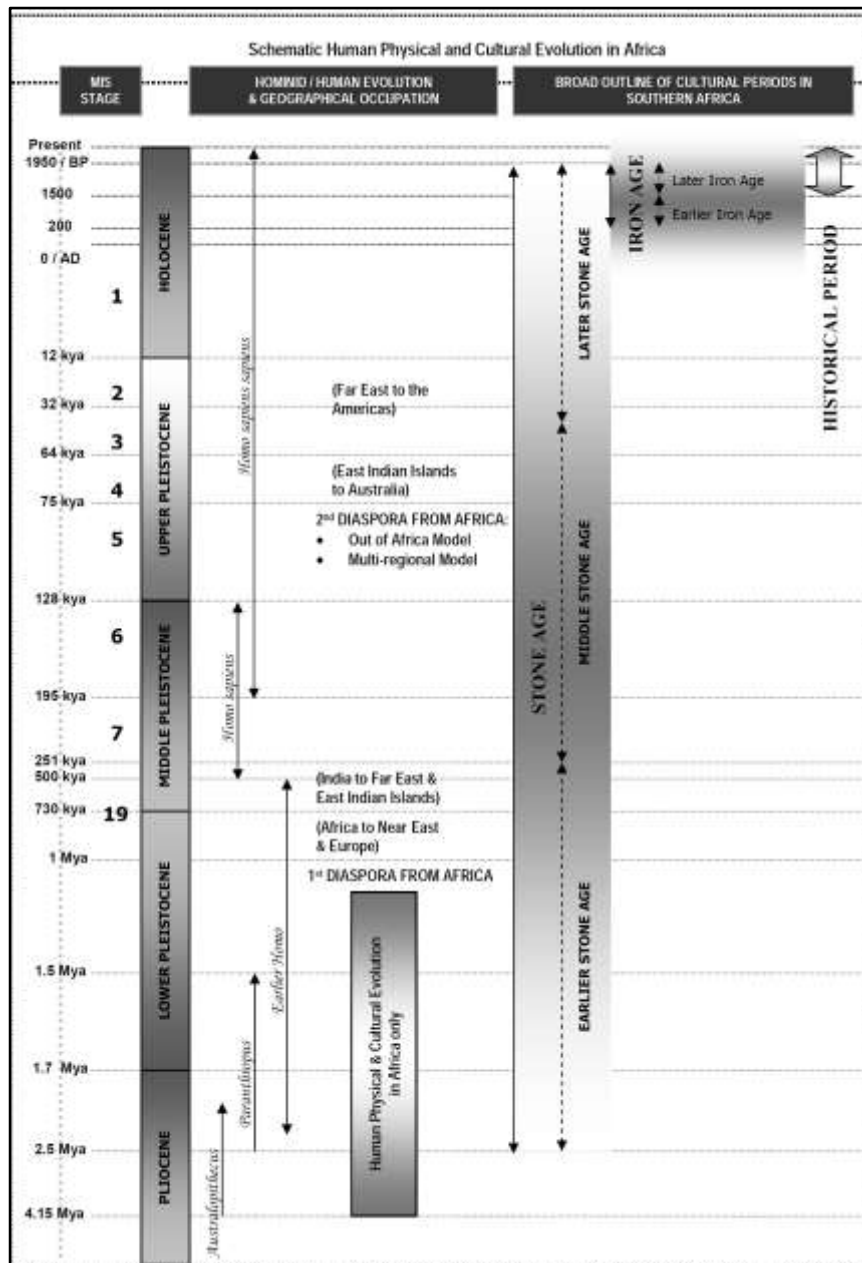 Schematic Human Physical and Cultural Evolution in Africa
MIS
STAGE
HOMINID / HUMAN EVOLUTION
& GEOGRAPHICAL OCCUPATION
BROAD OUTLINE OF CULTURAL PERIODS IN
SOUTHERN AFRICA
Present
1950 / BP
1500
200
0 / AD
12 kya
32 kya
64 kya
75 kya
128 kya
195 kya
251 kya
500 kya
730 kya
1 Mya
1.5 Mya
1.7 Mya
2.5 Mya
4.15 Mya
1
2
3
4
5
6
7
19
HOLOCENE
UPPER PLEISTOCENE
MIDDLE PLEISTOCENE
LOWER PLEISTOCENE
PLIOCENE
Homo sapiens sapiens
Homo sapiens
Earlier Homo
Paranthropus
Australopithecus
(Far East to the
Americas)
(East Indian Islands
to Australia)
2nd DIASPORA FROM AFRICA:
• Out of Africa Model
• Multi-regional Model
(India to Far East &
East Indian Islands)
(Africa to Near East
& Europe)
1st DIASPORA FROM AFRICA
Human Physical & Cultural Evolution
in Africa only
STONE AGE
LATER STONE AGE
MIDDLE STONE AGE
EARLIER STONE AGE
IRON AGE
Later Iron Age
Earlier Iron Age
HISTORICAL PERIOD